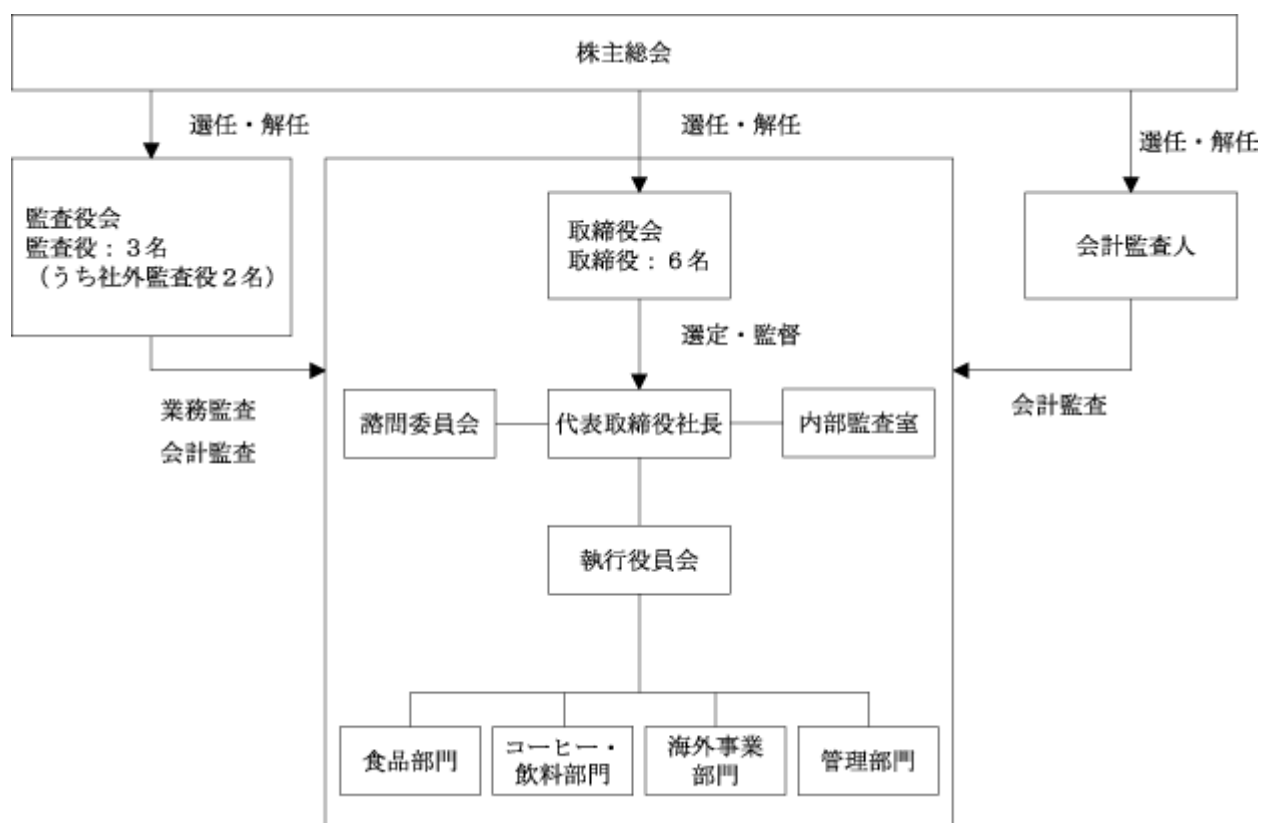 株主総会
選任・解任
選任・解任
選任・解任
監査役会
監査役：３名
（うち社外監査役２名）
取締役会
取締役：６名
会計監査人
選定・監督
業務監査
会計監査
会計監査
諮問委員会
代表取締役社長
内部監査室
執行役員会
食品部門
コーヒー・
飲料部門
海外事業
部門
管理部門